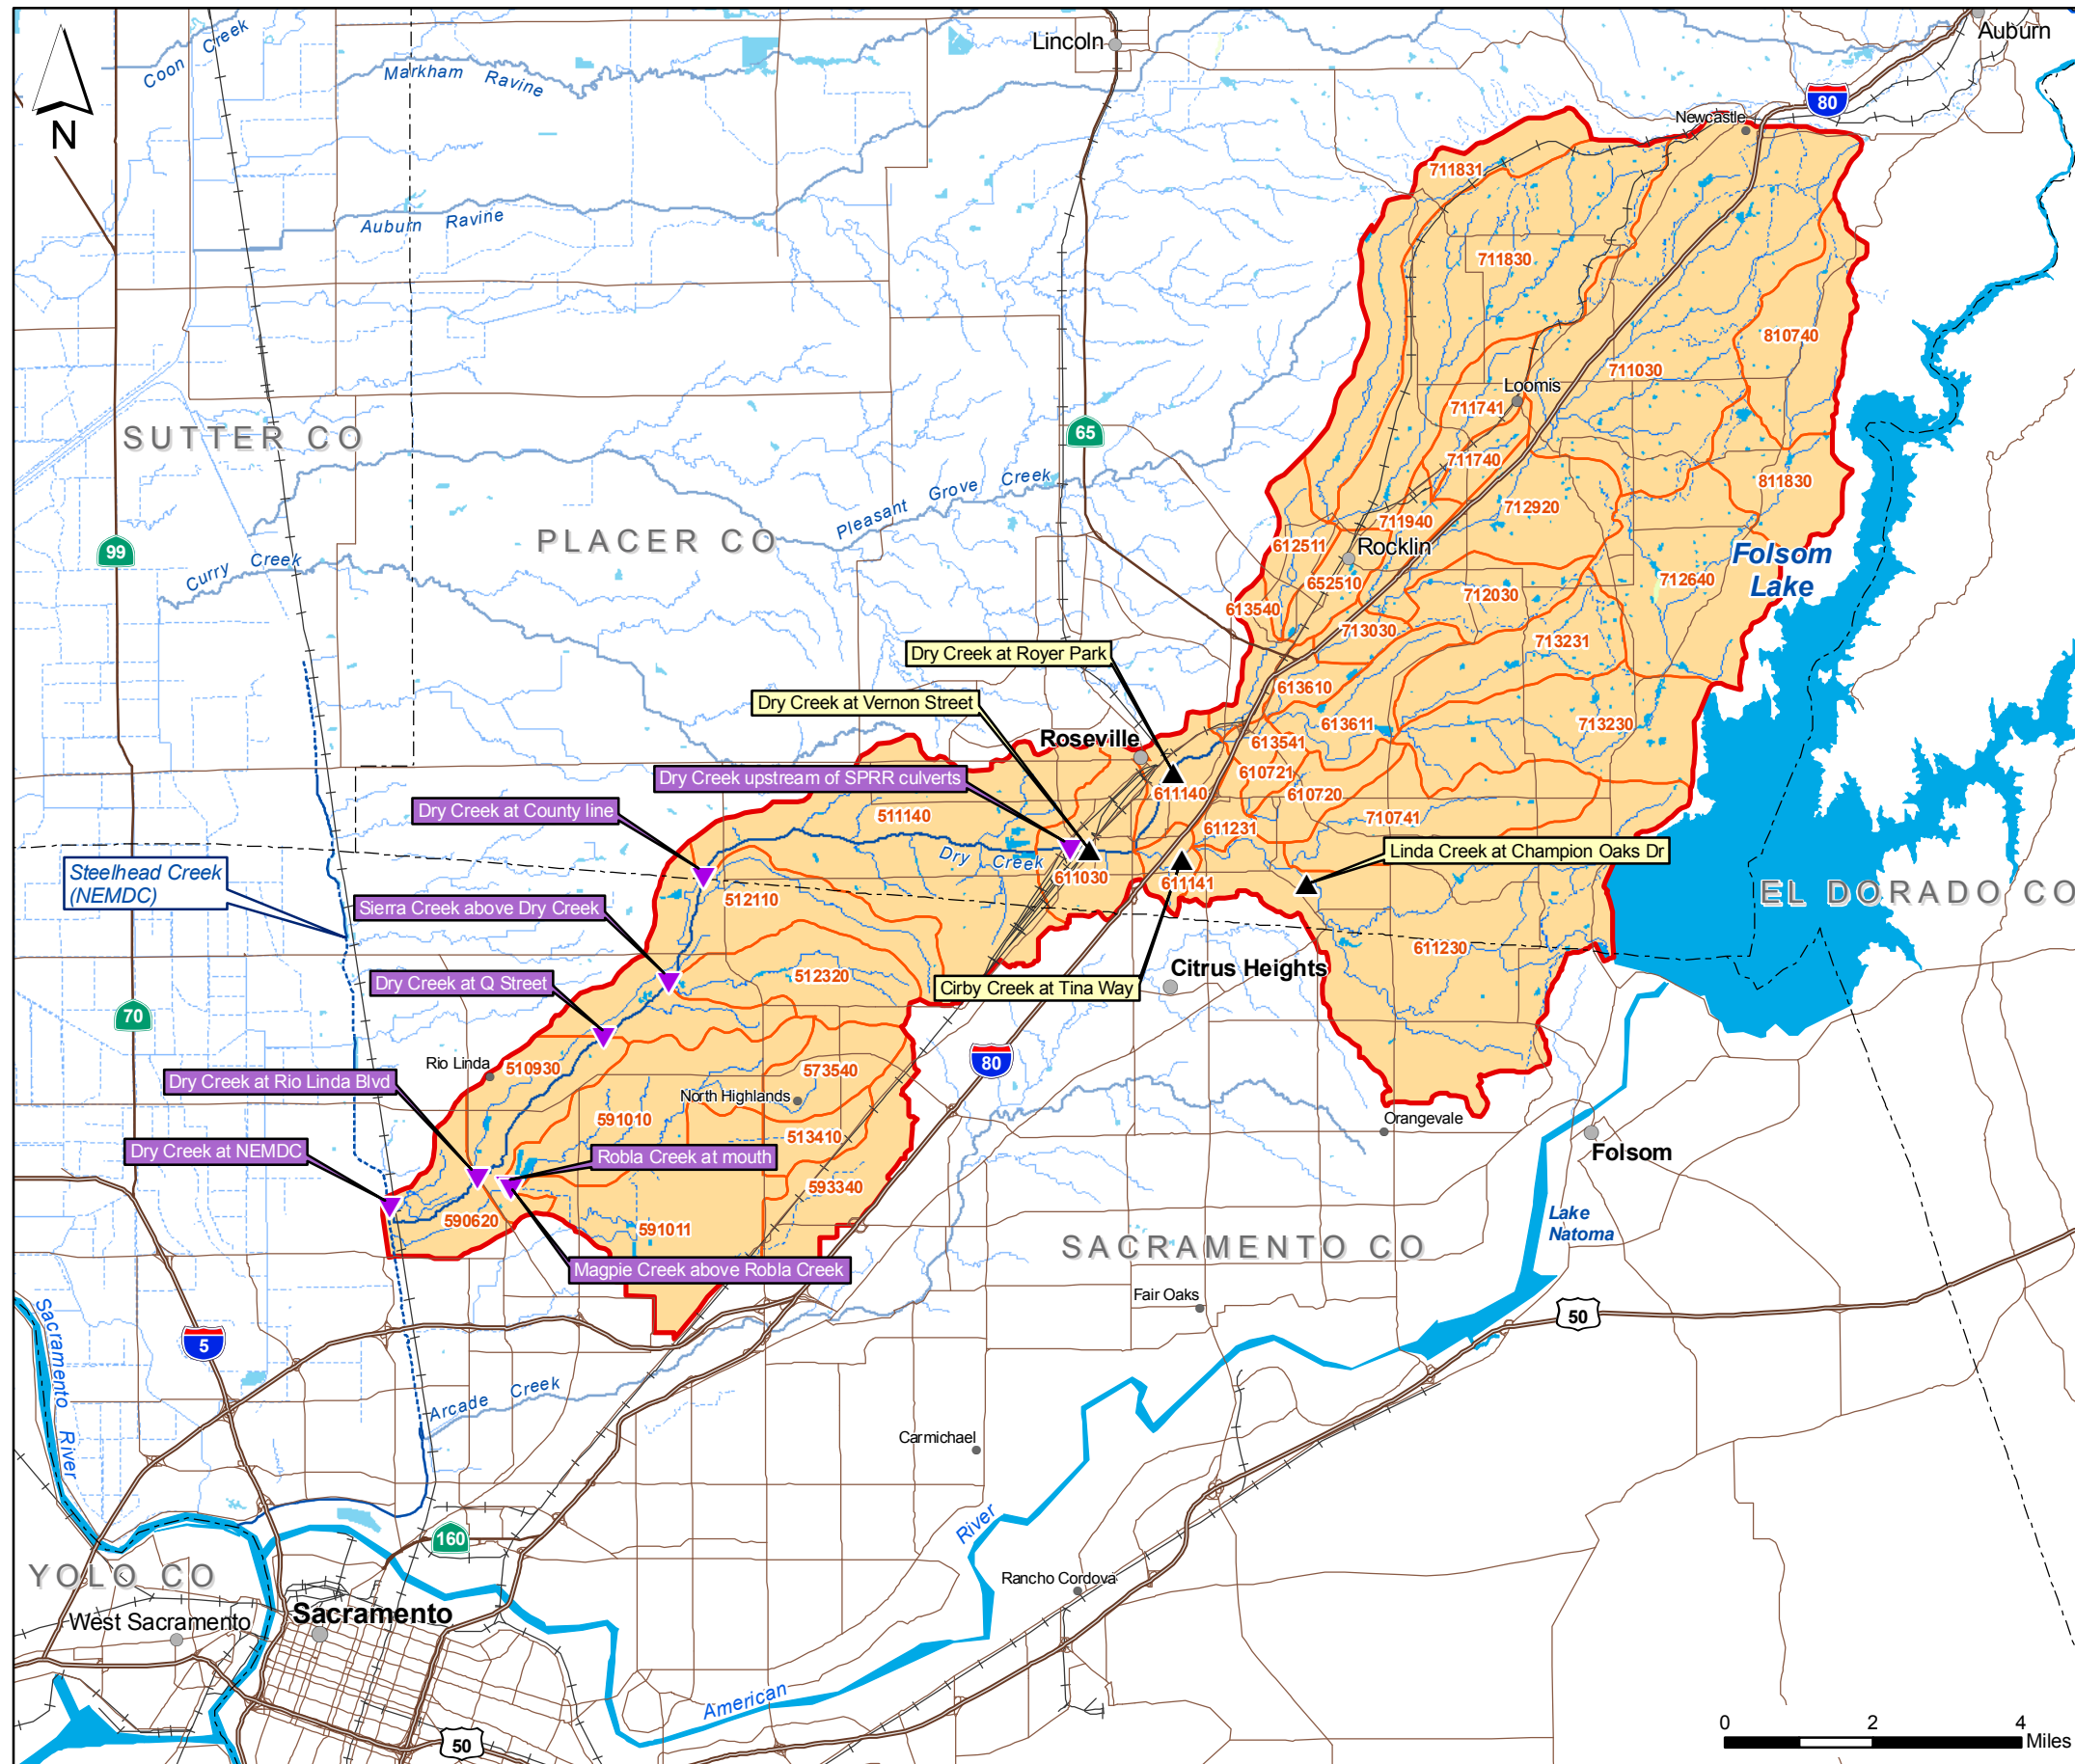 Coon Creek
Markham Ravine
Lincoln
Auburn
80
Newcastle
N
711831
Auburn Ravine
711830
810740
711030
Loomis
65
711741
SUTTER CO
711740
811830
Pleasant Grove Creek
712920
711940
PLACER CO
99
612511
Rocklin
Folsom
Lake
Curry Creek
652510
712640
712030
613540
713030
713231
Dry Creek at Royer Park
613610
Dry Creek at Vernon Street
613611
713230
Roseville
613541
Dry Creek upstream of SPRR culverts
610721
611140
610720
Dry Creek at County line
511140
710741
611231
Dry Creek
Linda Creek at Champion Oaks Dr
Steelhead Creek
(NEMDC)
611030
611141
EL DORADO CO
512110
Sierra Creek above Dry Creek
611230
512320
Citrus Heights
Dry Creek at Q Street
Cirby Creek at Tina Way
70
80
Rio Linda
510930
573540
Dry Creek at Rio Linda Blvd
North Highlands
591010
Orangevale
513410
Dry Creek at NEMDC
Robla Creek at mouth
Folsom
593340
590620
591011
Lake
Natoma
SACRAMENTO CO
Magpie Creek above Robla Creek
Fair Oaks
50
5
Sacramento River
Arcade Creek
Carmichael
160
River
YOLO CO
Rancho Cordova
Sacramento
West Sacramento
American
50
0 2 4
Miles